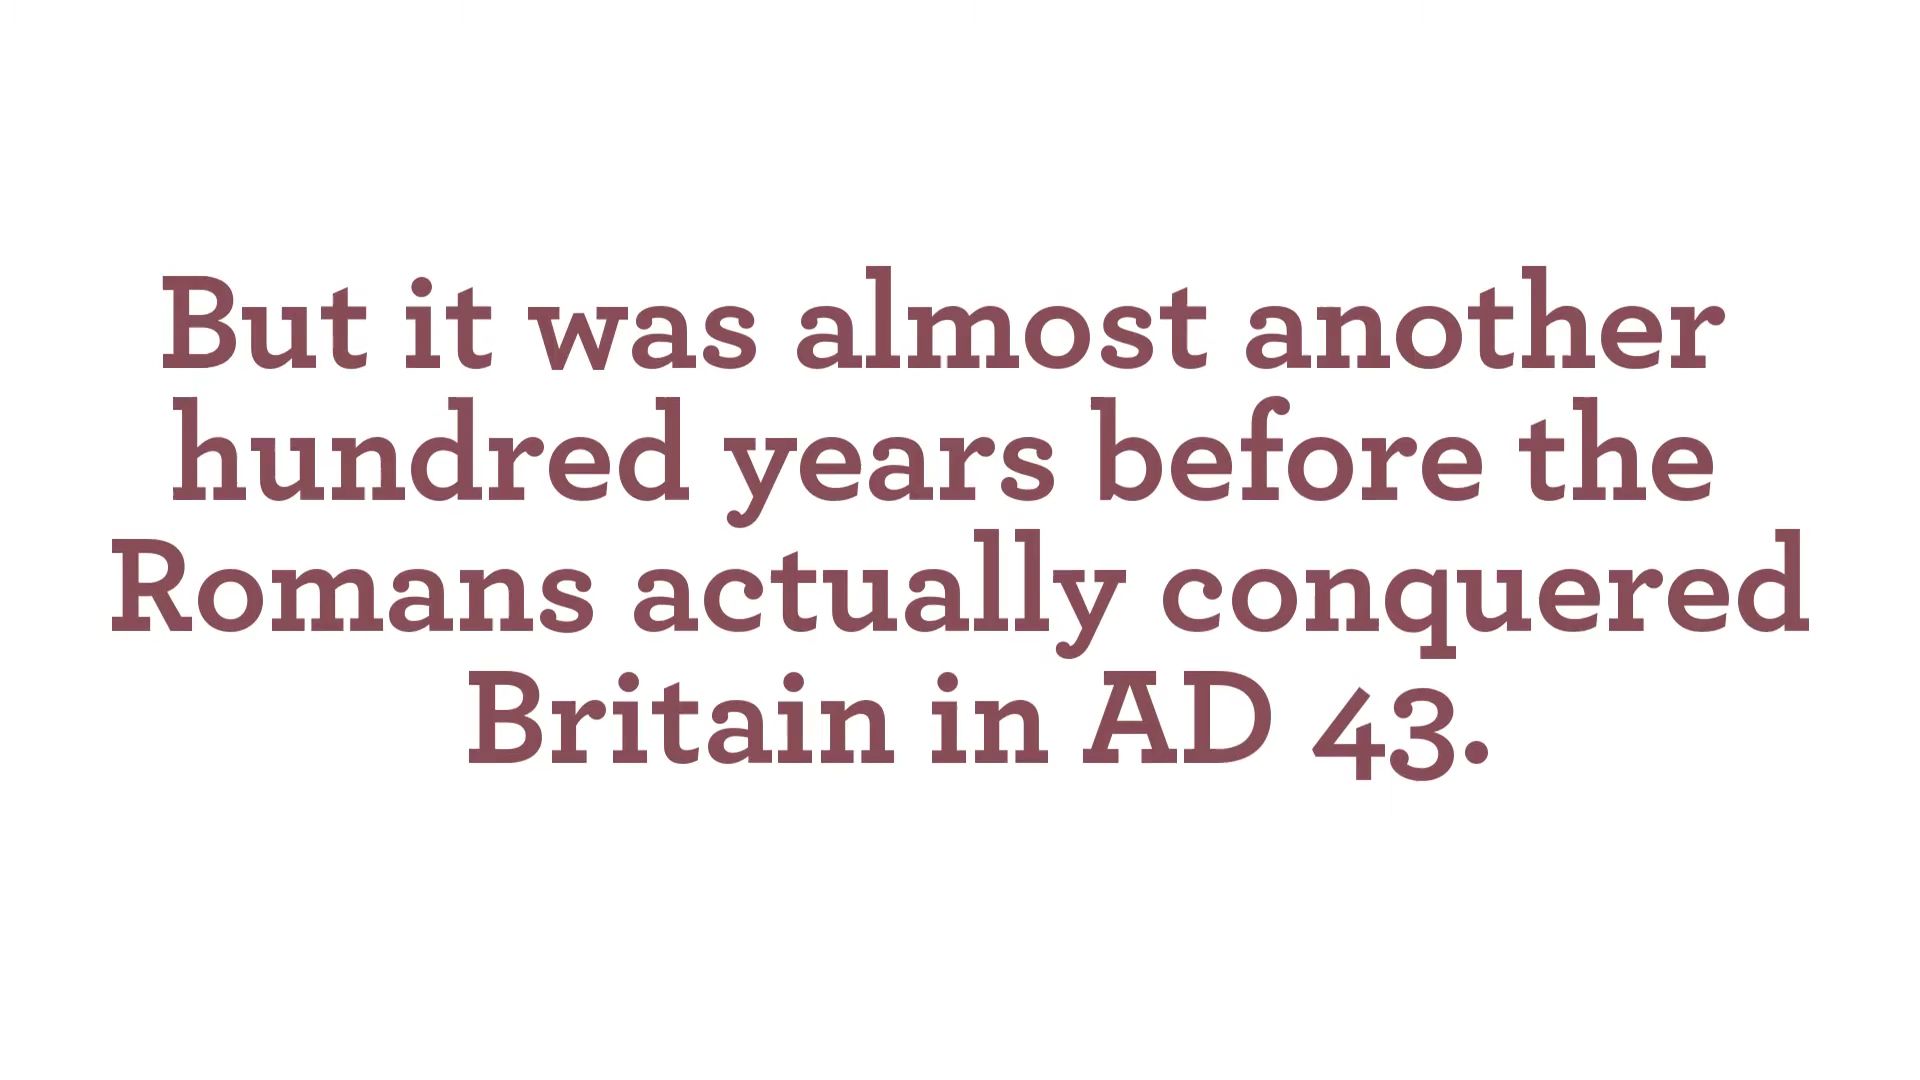 But it was almost another
hundred years before the
Romans actually conquered
Britain in AD 43.